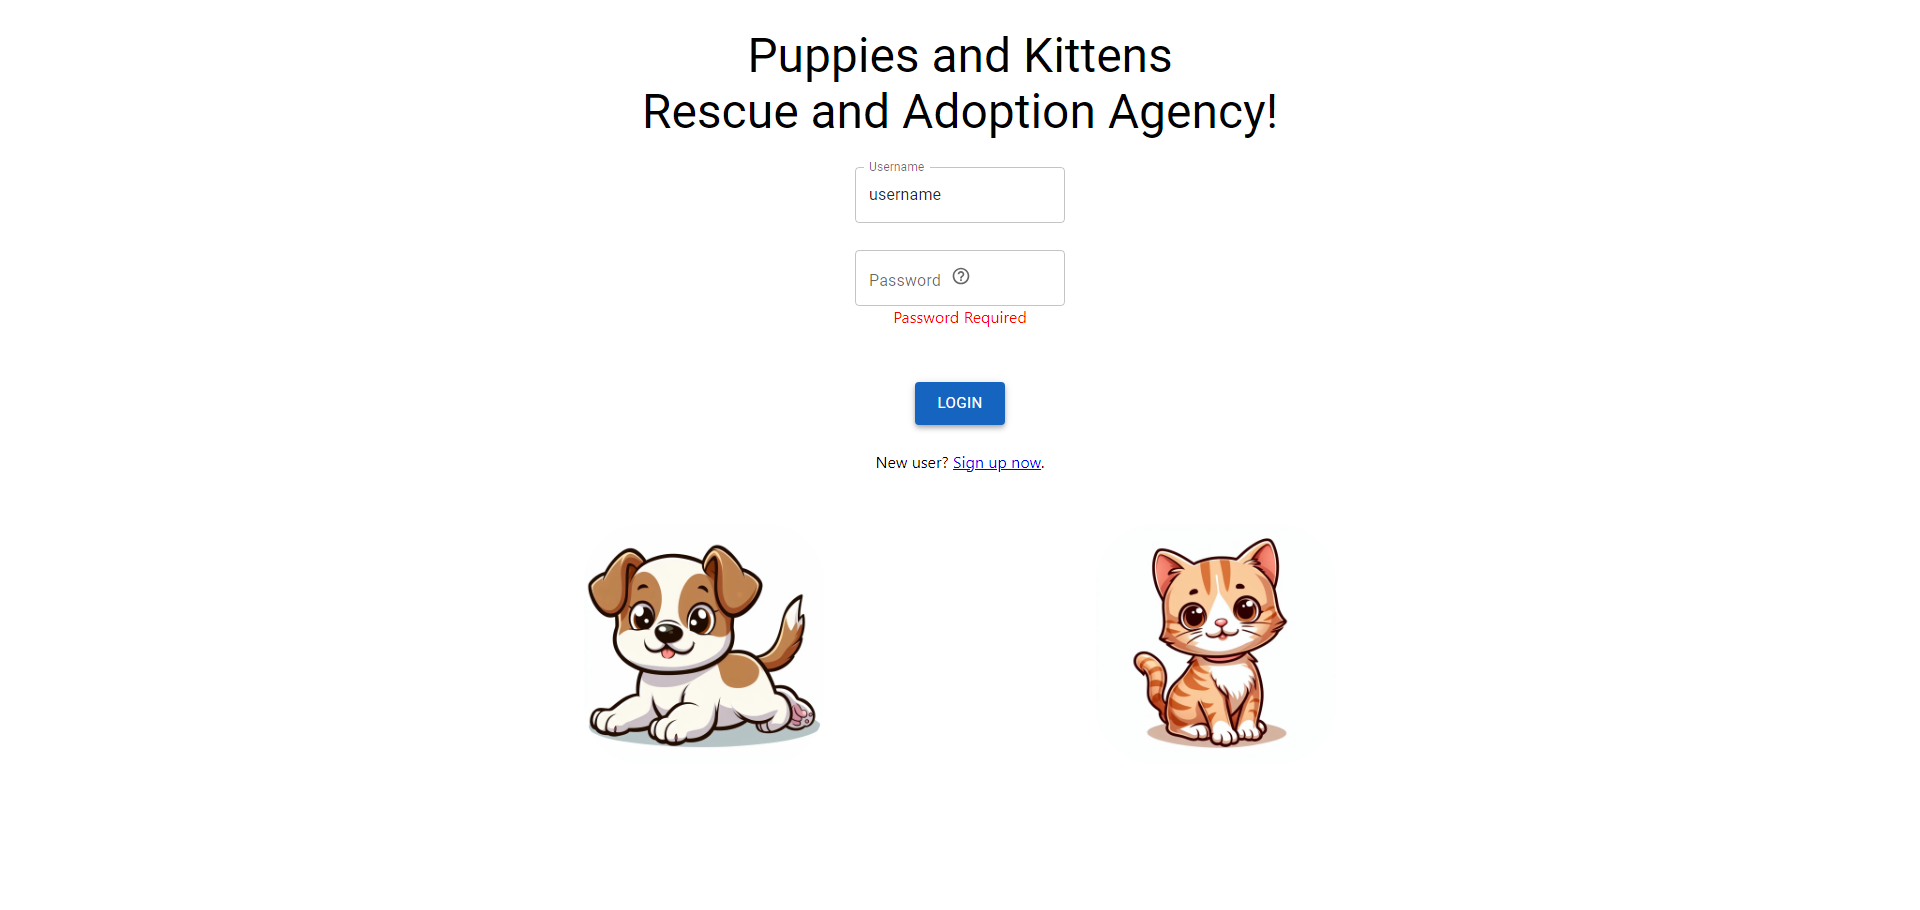 Puppies and Kittens
Rescue and Adoption Agency!
Username
username
Password
Password Required
LOGIN
New user? Sign up now.